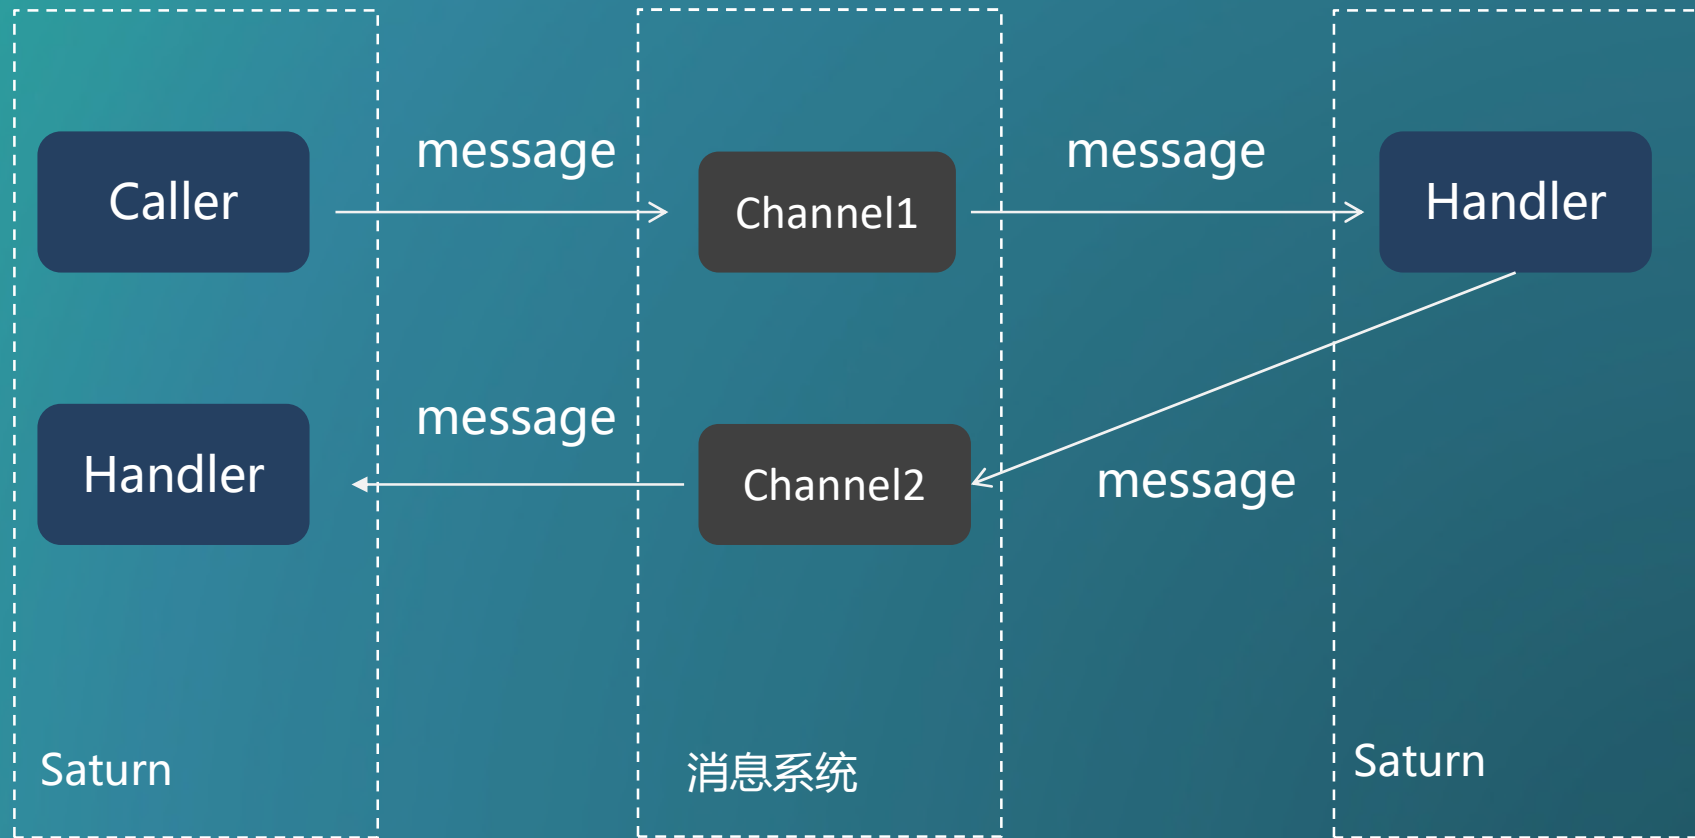 message
message
Caller
Channel1
Handler
message
Handler
Channel2
message
Saturn
消息系统
Saturn